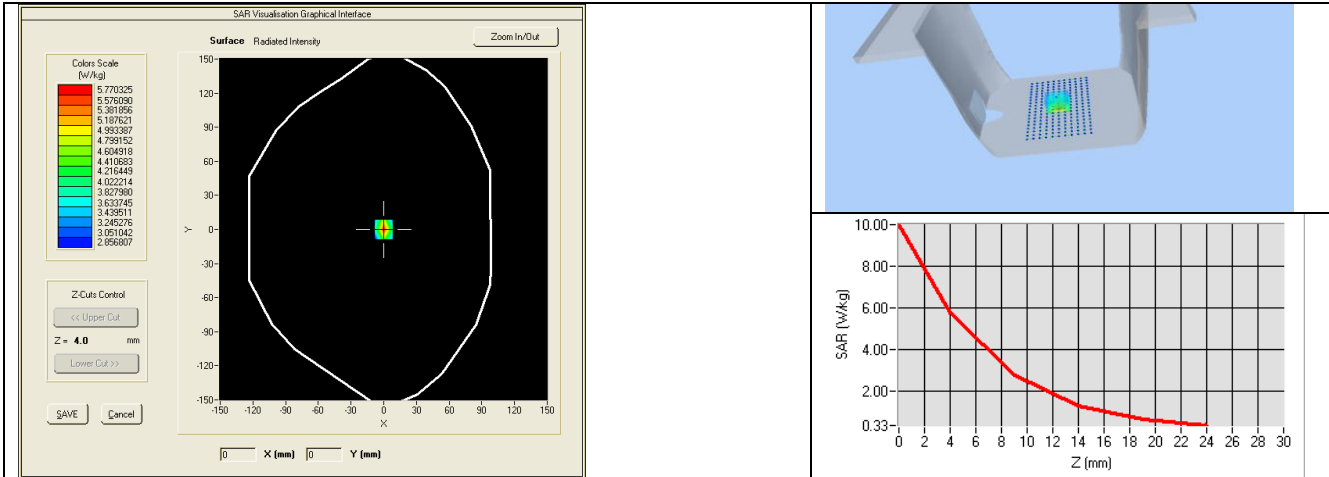 SAR Visualisation Graphical Interface
Surface Radiated Intensity
Zoom In/Out
Colors Scale
(W/kg)
5.770325
5.576090
5.381856
5.187621
4.993387
4.799152
4.604918
4.410683
4.216449
4.022214
3.827980
3.633745
3.439511
3.245276
3.051042
2.856807
Z-Cuts Control
<< Upper Cut
Z = 4.0 mm
Lower Cut >>
SAVE Cancel
150
120
90
60
30
0
-30
-60
-90
-120
-150
Y
-150 -120 -90 -60 -30 0 30 60 90 120 150
X
0 X (mm) 0 Y (mm)
10.00
8.00
6.00
4.00
2.00
0.33
SAR (W/kg)
0 2 4 6 8 10 12 14 16 18 20 22 24 26 28 30
Z (mm)